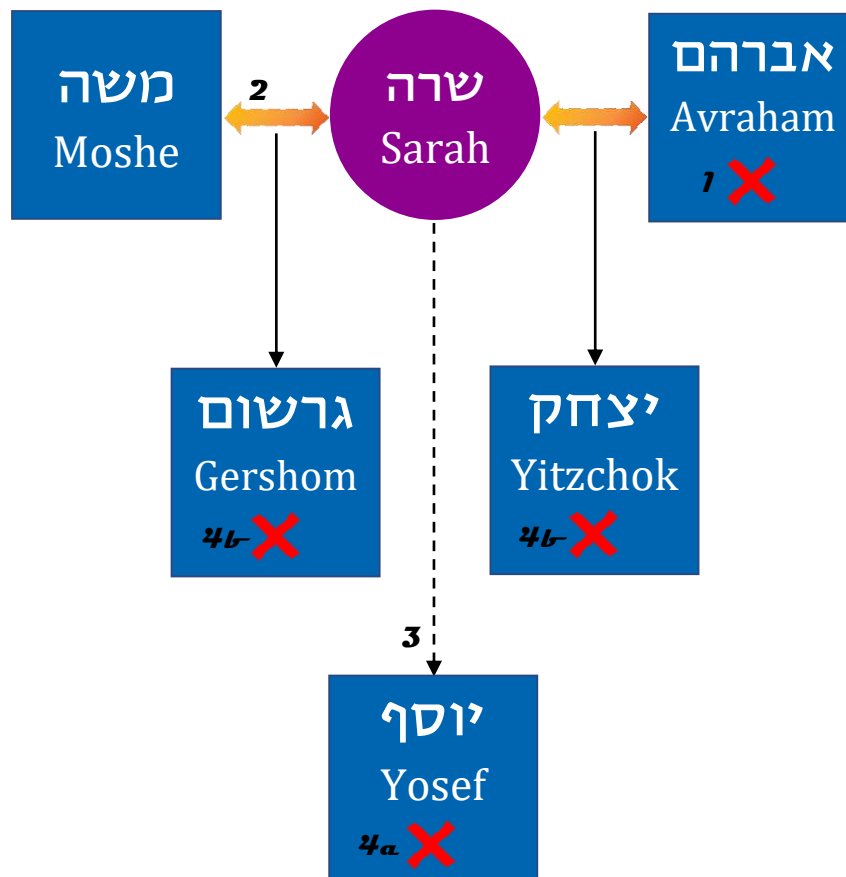 משה
Moshe
2
שרה
Sarah
אברהם
Avraham
1
גרשום
Gershom
4b
יצחק
Yitzchok
4b
3
יוסף
Yosef
4a